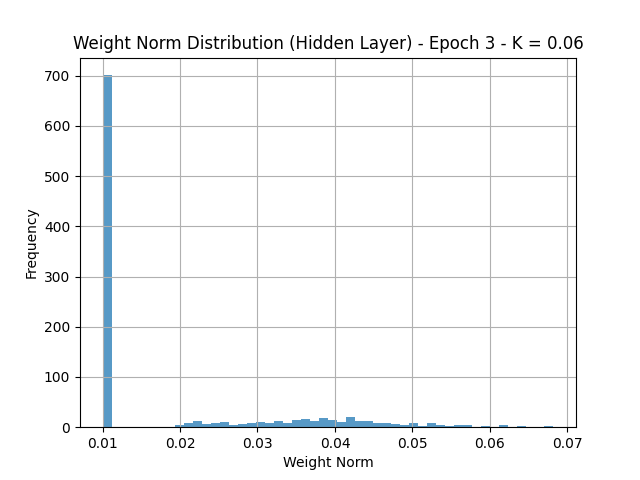 Weight Norm Distribution (Hidden Layer) - Epoch 3 - K = 0.06
700
600
500
400
300
200
100
0
Frequency
0.01 0.02 0.03 0.04 0.05 0.06 0.07
Weight Norm